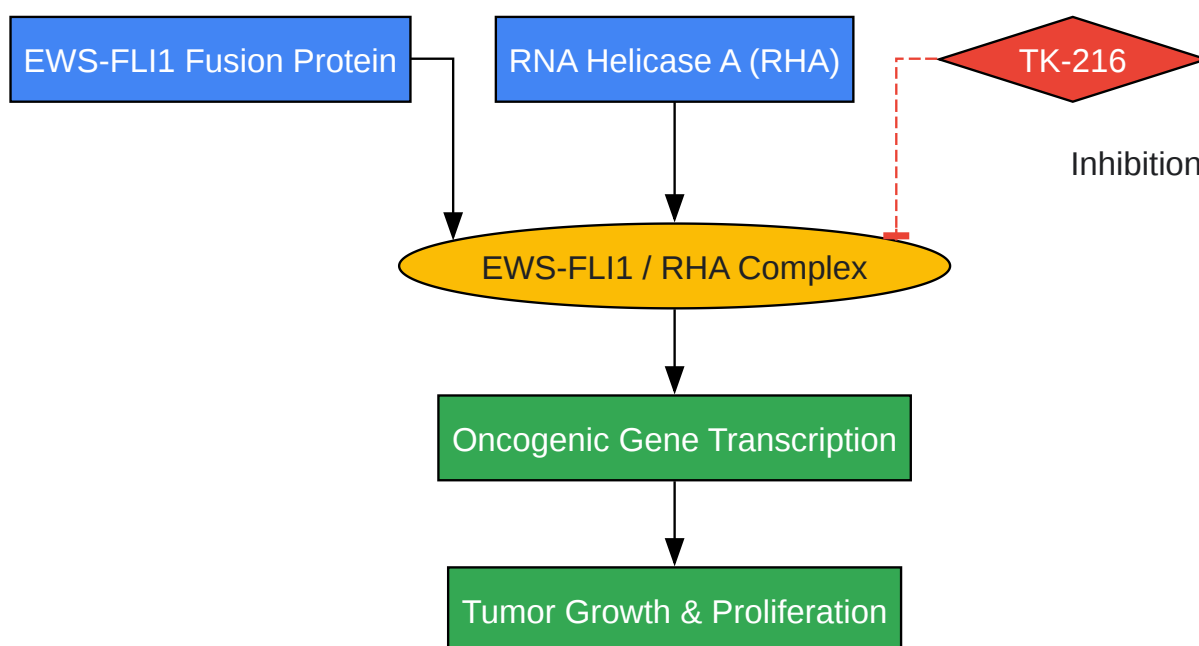 EWS-FLI1 Fusion Protein
RNA Helicase A (RHA)
TK-216
Inhibition
EWS-FLI1 / RHA Complex
Oncogenic Gene Transcription
Tumor Growth & Proliferation